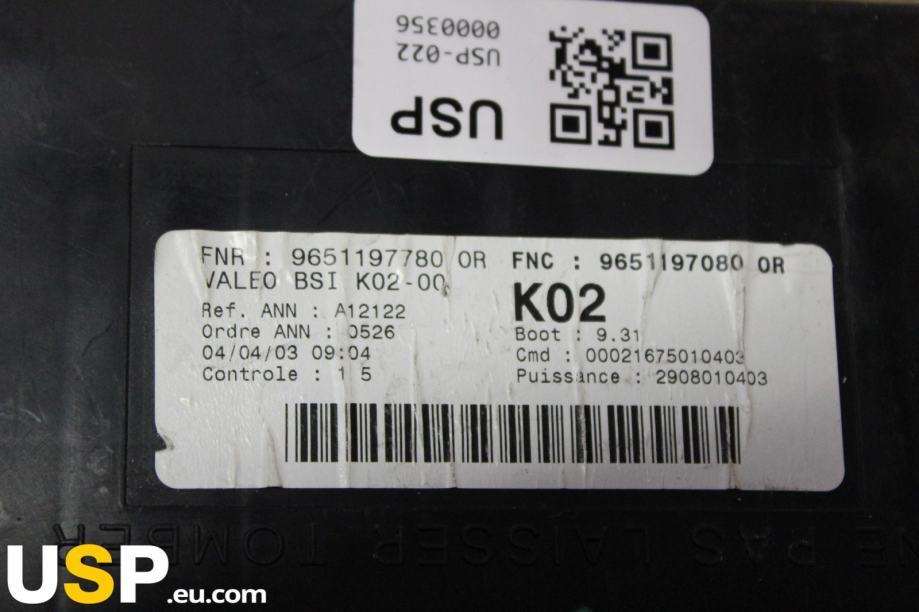 USP
USP-022
0000356
FNR : 9651197780 0R FNC : 9651197080 0R
VALEO BSI K02-00
K02
Ref. ANN : A12122
Boot : 9.31
Ordre ANN : 0526
Cmd : 00021675010403
04/04/03 09:04
Puissance : 2908010403
Controle : 1 5
NE PAS LAISSER TOMBER
USP.eu.com